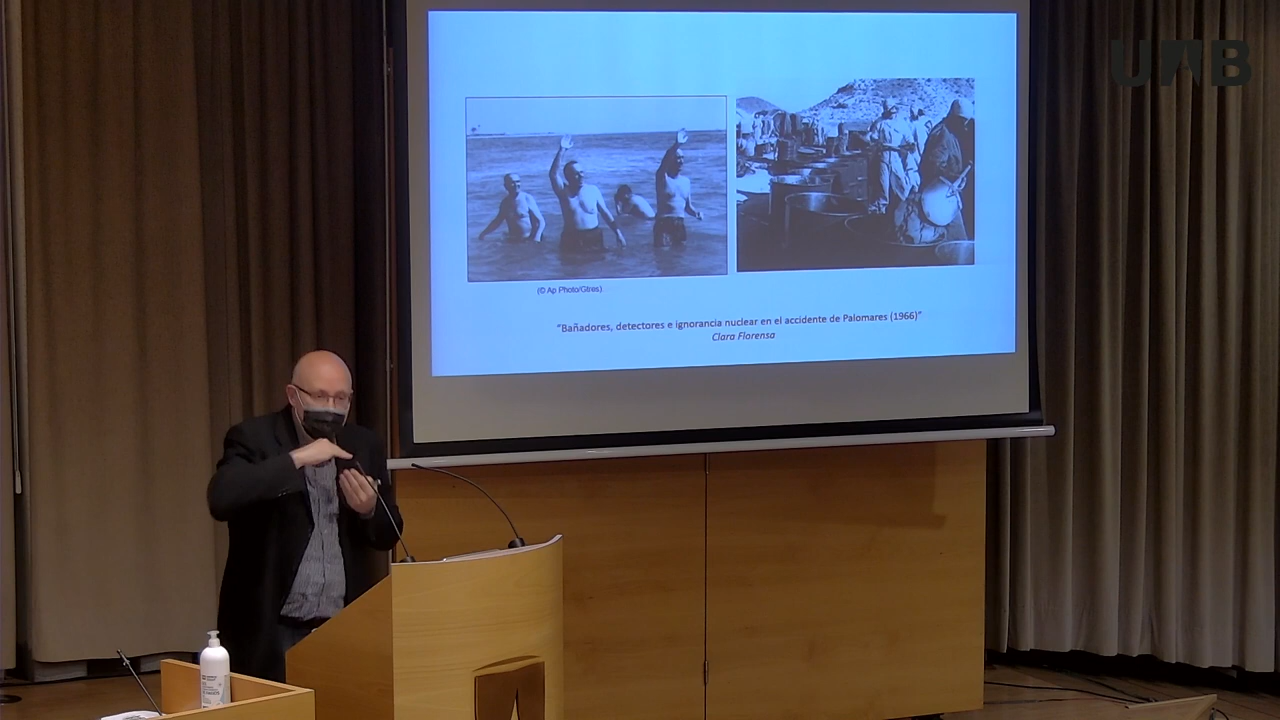 UAB
(© Ap Photo/Gtres)
"Bañadores, detectores e ignorancia nuclear en el accidente de Palomares (1966)"
Clara Florensa